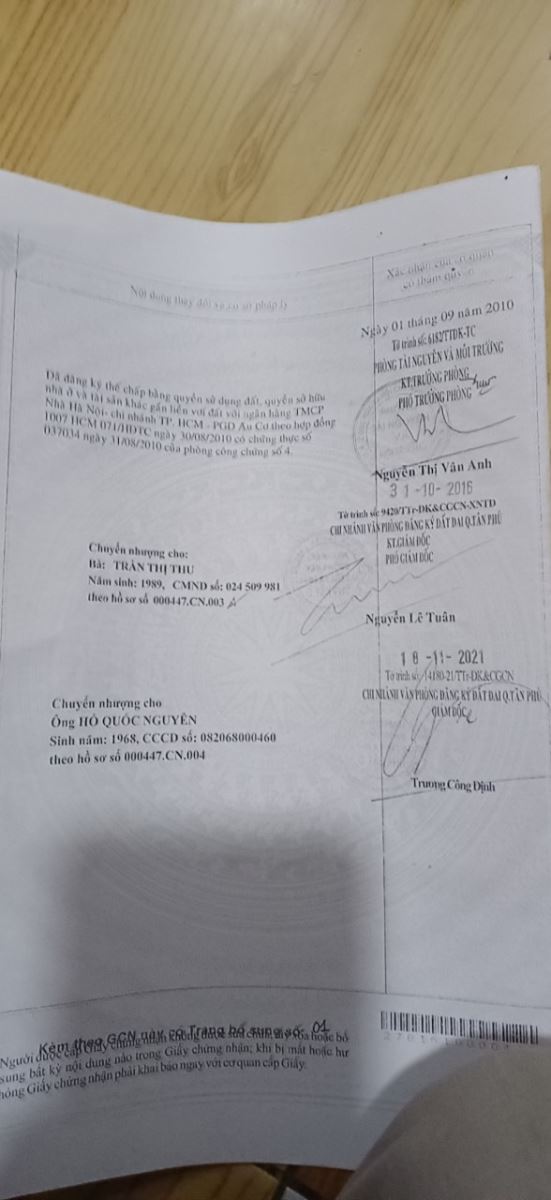 Nội dung thay đổi và cơ sở pháp lý
Xác nhận của cơ quan
có thẩm quyền
Ngày 01 tháng 09 năm 2010
Tờ trình số: 6182/TTDK-TC
PHÒNG TÀI NGUYÊN VÀ MÔI TRƯỜNG
KT.TRƯỞNG PHÒNG
PHÓ TRƯỞNG PHÒNG
Đã đăng ký thế chấp bằng quyền sử dụng đất, quyền sở hữu
nhà ở và tài sản khác gắn liền với đất với ngân hàng TMCP
Nhà Hà Nội- chi nhánh TP. HCM - PGD Au Cơ theo hợp đồng
1007 HCM 071/HĐTC ngày 30/08/2010 có chứng thực số
037034 ngày 31/08/2010 của phòng công chứng số 4.
Nguyễn Thị Vân Anh
31-10-2016
Tờ trình số: 9420/TTr-ĐK&CGCN-XNTD
CHI NHÁNH VĂN PHÒNG ĐĂNG KÝ ĐẤT ĐAI Q.TÂN PHÚ
KT.GIÁM ĐỐC
PHÓ GIÁM ĐỐC
Chuyển nhượng cho:
Bà: TRẦN THỊ THU
Năm sinh: 1989, CMND số: 024 509 981
theo hồ sơ số 000447.CN.003
Nguyễn Lê Tuân
18-11-2021
Tờ trình số: 14180-21/TTr-ĐK&CGCN
CHI NHÁNH VĂN PHÒNG ĐĂNG KÝ ĐẤT ĐAI Q.TÂN PHÚ
GIÁM ĐỐC
Chuyển nhượng cho
Ông HỒ QUỐC NGUYÊN
Sinh năm: 1968, CCCD số: 082068000460
theo hồ sơ số 000447.CN.004
Trương Công Định
Kèm theo GCN này có Trang bổ sung số: 01
Người được cấp Giấy chứng nhận không được sửa chữa, tẩy xóa hoặc bổ
sung bất kỳ nội dung nào trong Giấy chứng nhận; khi bị mất hoặc hư
hỏng Giấy chứng nhận phải khai báo ngay với cơ quan cấp Giấy.